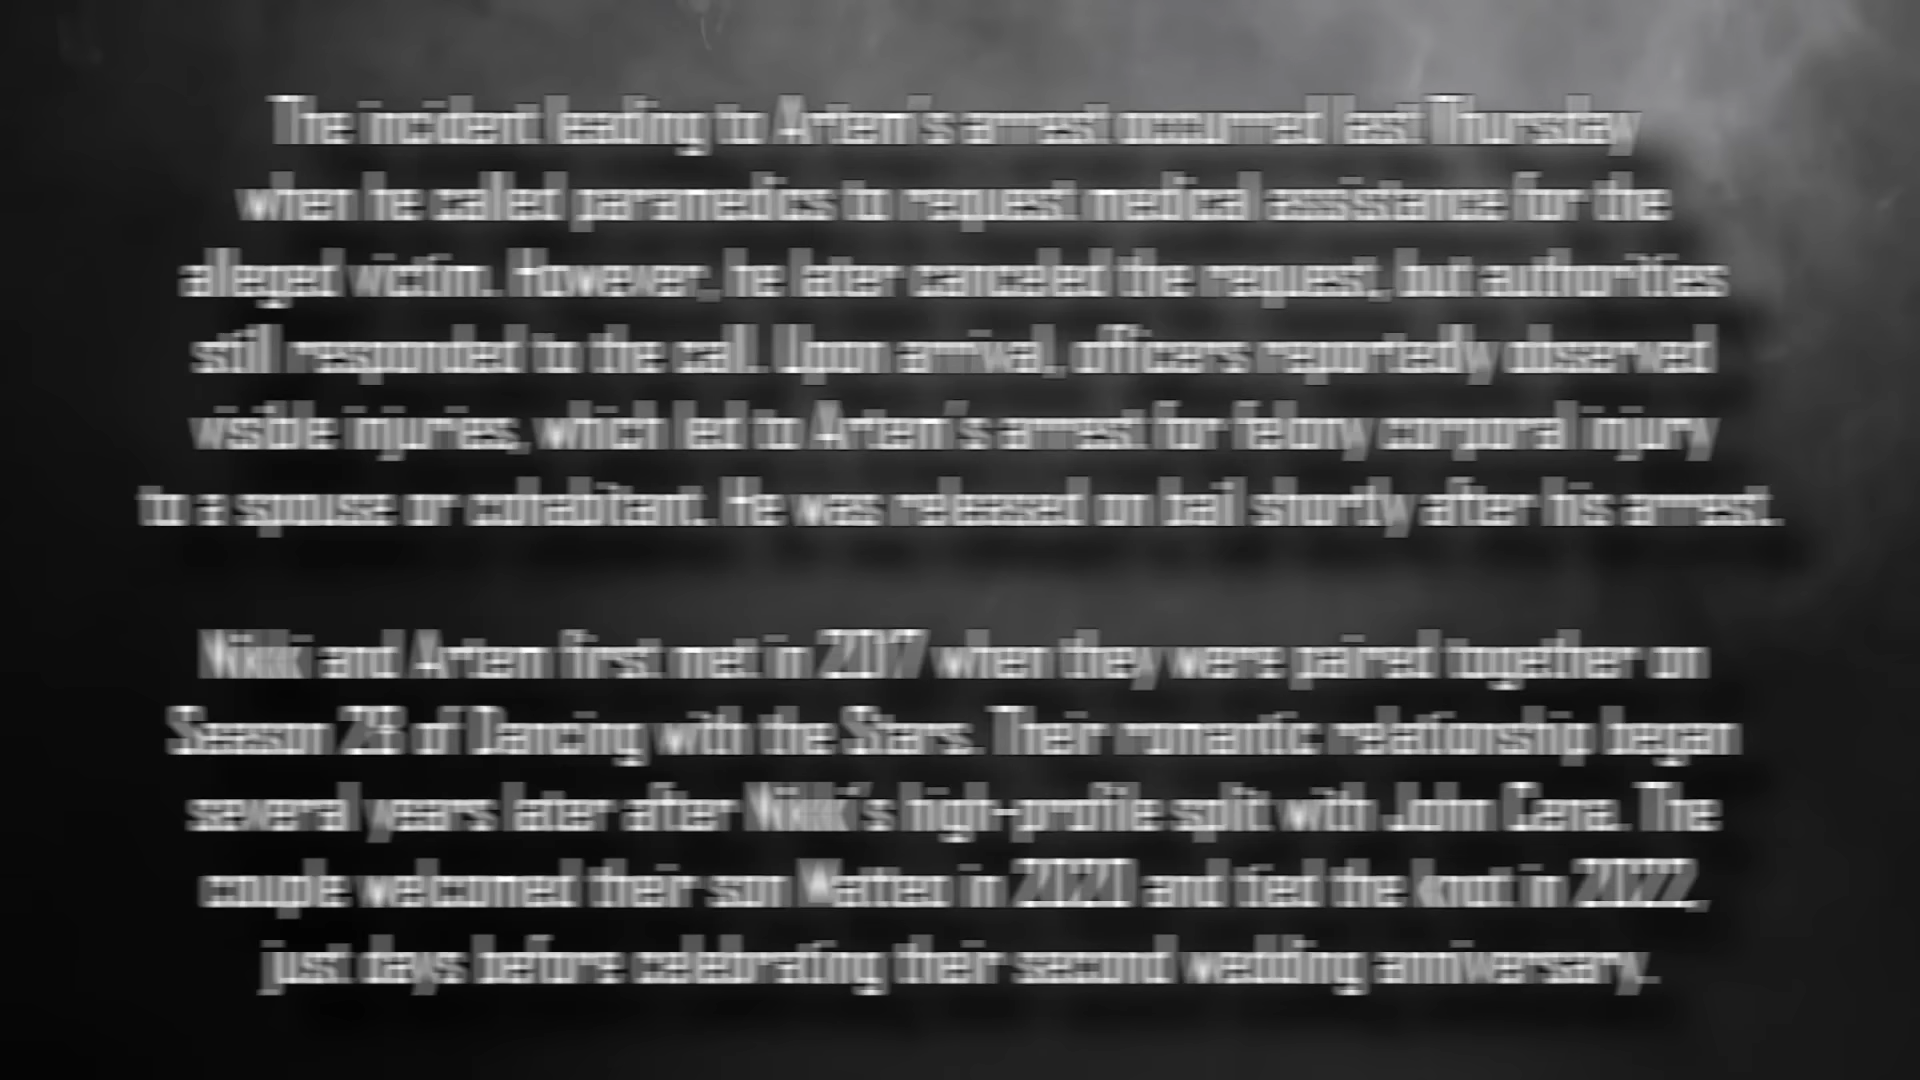 The incident leading to Artem's arrest occurred last Thursday
when he called paramedics to request medical assistance for the
alleged victim. However, he later canceled the request, but authorities
still responded to the call. Upon arrival, officers reportedly observed
visible injuries, which led to Artem's arrest for felony corporal injury
to a spouse or cohabitant. He was released on bail shortly after his arrest.
Nikki and Artem first met in 2017 when they were paired together on
Season 25 of Dancing with the Stars. Their romantic relationship began
several years later after Nikki's high-profile split with John Cena. The
couple welcomed their son Matteo in 2020 and tied the knot in 2022,
just days before celebrating their second wedding anniversary.